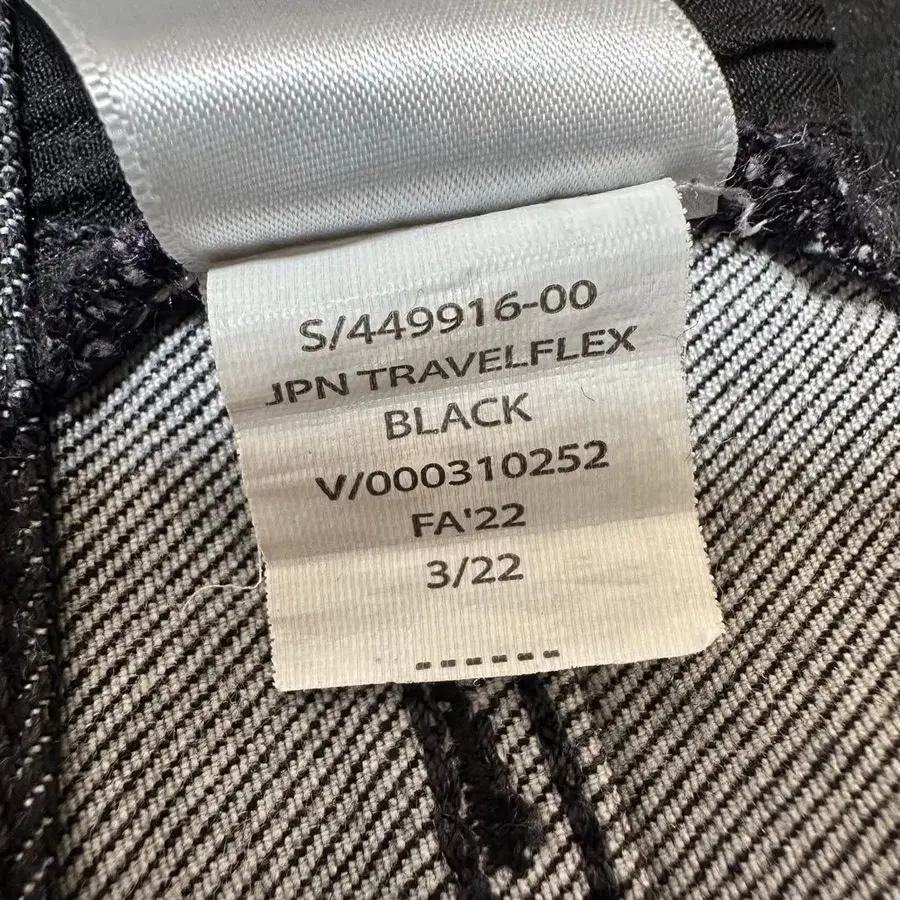 S/449916-00
JPN TRAVELFLEX
BLACK
V/000310252
FA'22
3/22
------